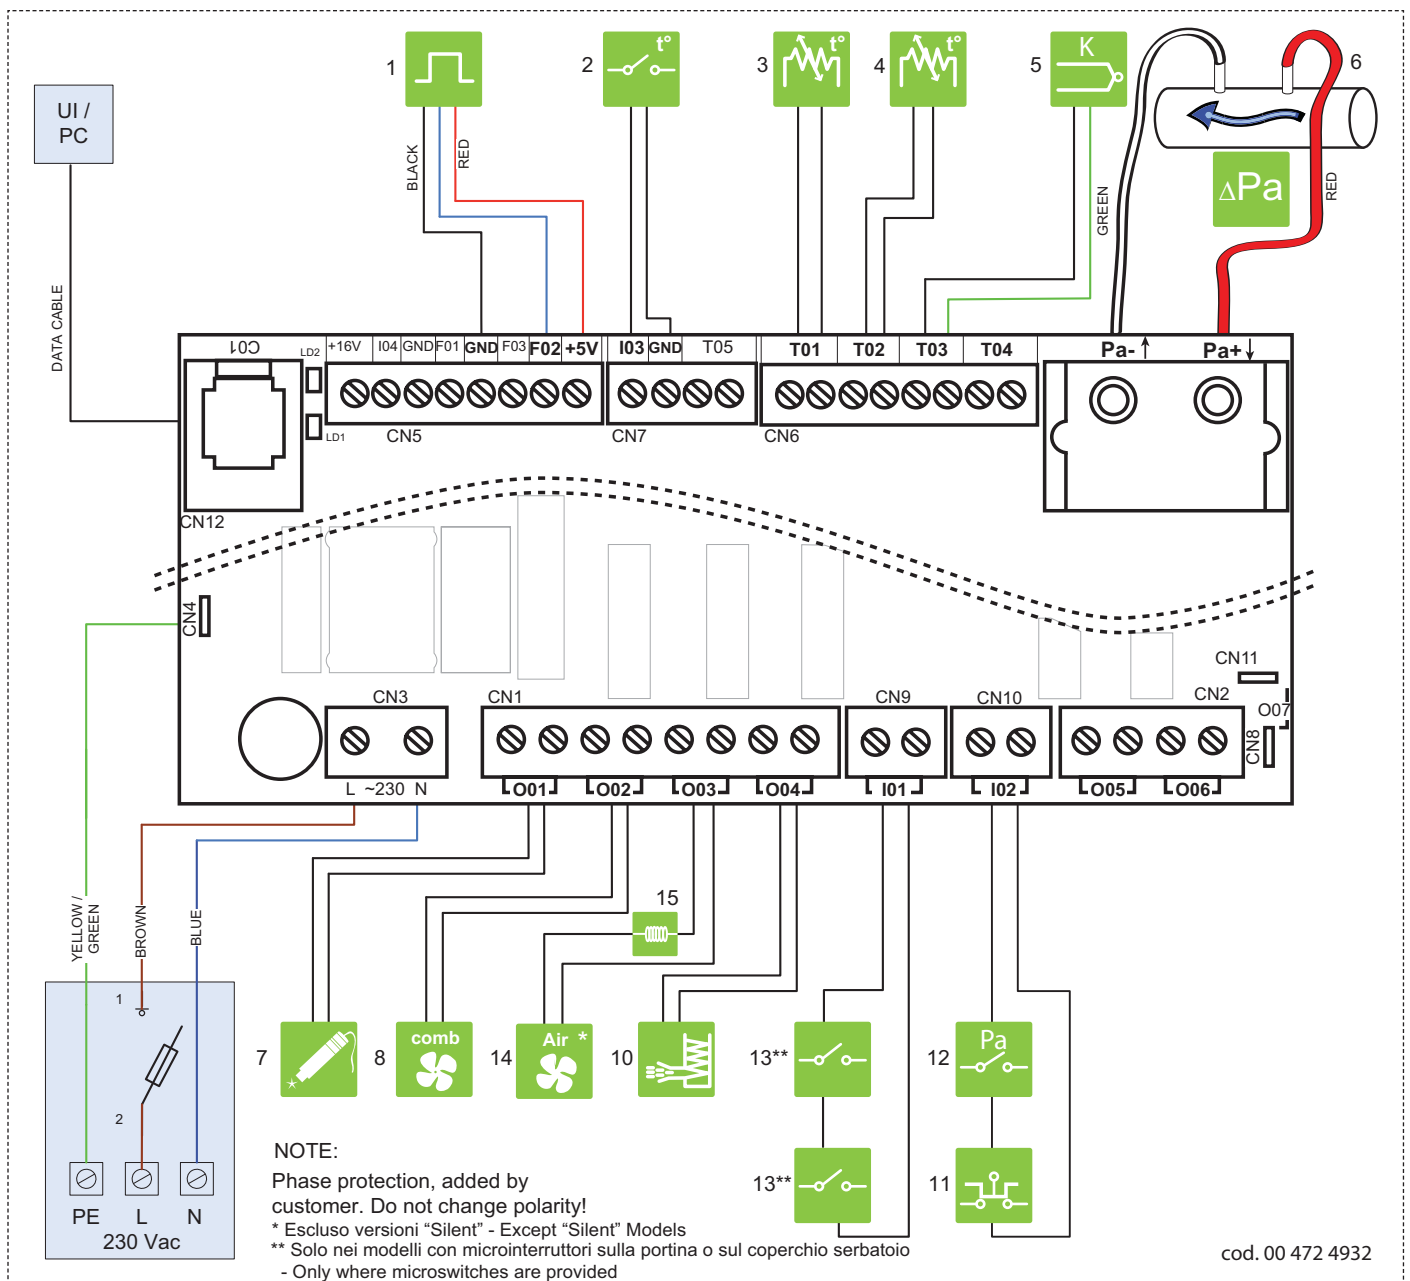 1
2
t°
3
t°
4
t°
5
K
6
UI /
PC
BLACK
RED
GREEN
ΔPa
RED
DATA CABLE
C01
LD2
+16V
I04
GND
F01
GND
F03
F02
+5V
I03
GND
T05
T01
T02
T03
T04
Pa-
Pa+
LD1
CN5
CN7
CN6
CN12
CN4
CN11
CN3
CN1
CN9
CN10
CN2
O07
CN8
L ~230 N
O01
O02
O03
O04
I01
I02
O05
O06
YELLOW /
GREEN
BROWN
BLUE
15
1
2
7
8
comb
14
Air *
10
13**
12
Pa
13**
11
PE
L
N
230 Vac
NOTE:
Phase protection, added by
customer. Do not change polarity!
* Escluso versioni “Silent” - Except “Silent” Models
** Solo nei modelli con microinterruttori sulla portina o sul coperchio serbatoio
- Only where microswitches are provided
cod. 00 472 4932